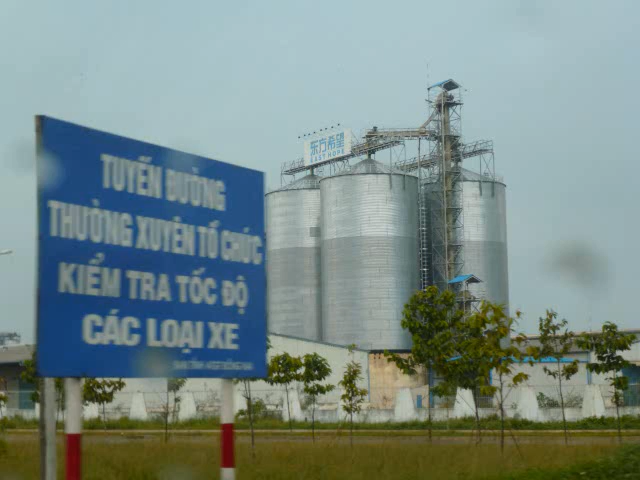 TUYẾN ĐƯỜNG
THƯỜNG XUYÊN TỔ CHỨC
KIỂM TRA TỐC ĐỘ
CÁC LOẠI XE
东方希望
EAST HOPE